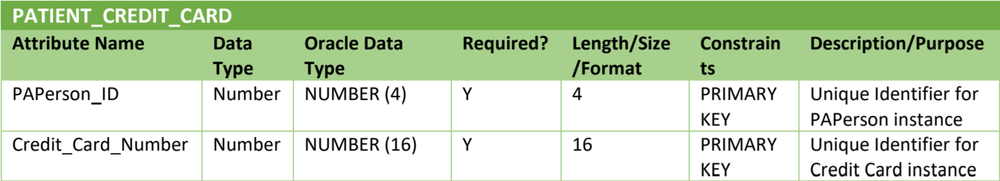 PATIENT_CREDIT_CARD
Attribute Name Data Type Oracle Data Type Required? Length/Size /Format Constrain ts Description/Purpose
PAPerson_ID Number NUMBER (4) Y 4 PRIMARY KEY Unique Identifier for PAPerson instance
Credit_Card_Number Number NUMBER (16) Y 16 PRIMARY KEY Unique Identifier for Credit Card instance